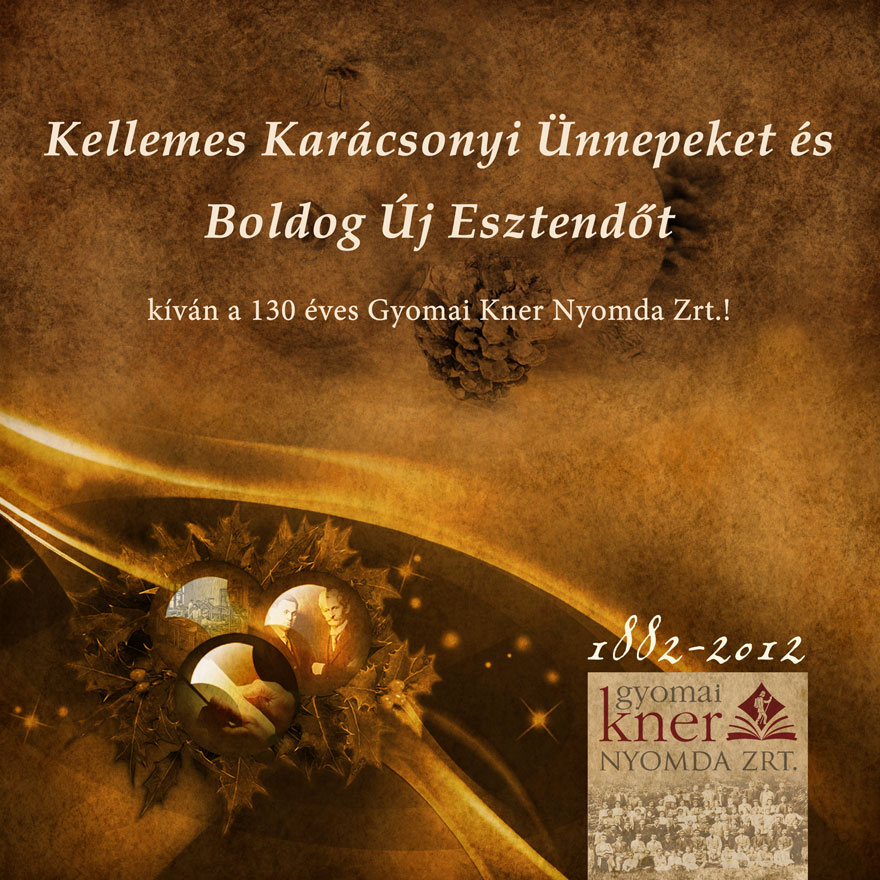 Kellemes Karácsonyi Ünnepeket és
Boldog Új Esztendőt
kíván a 130 éves Gyomai Kner Nyomda Zrt.!
1882-2012
gyomai
kner
NYOMDA ZRT.